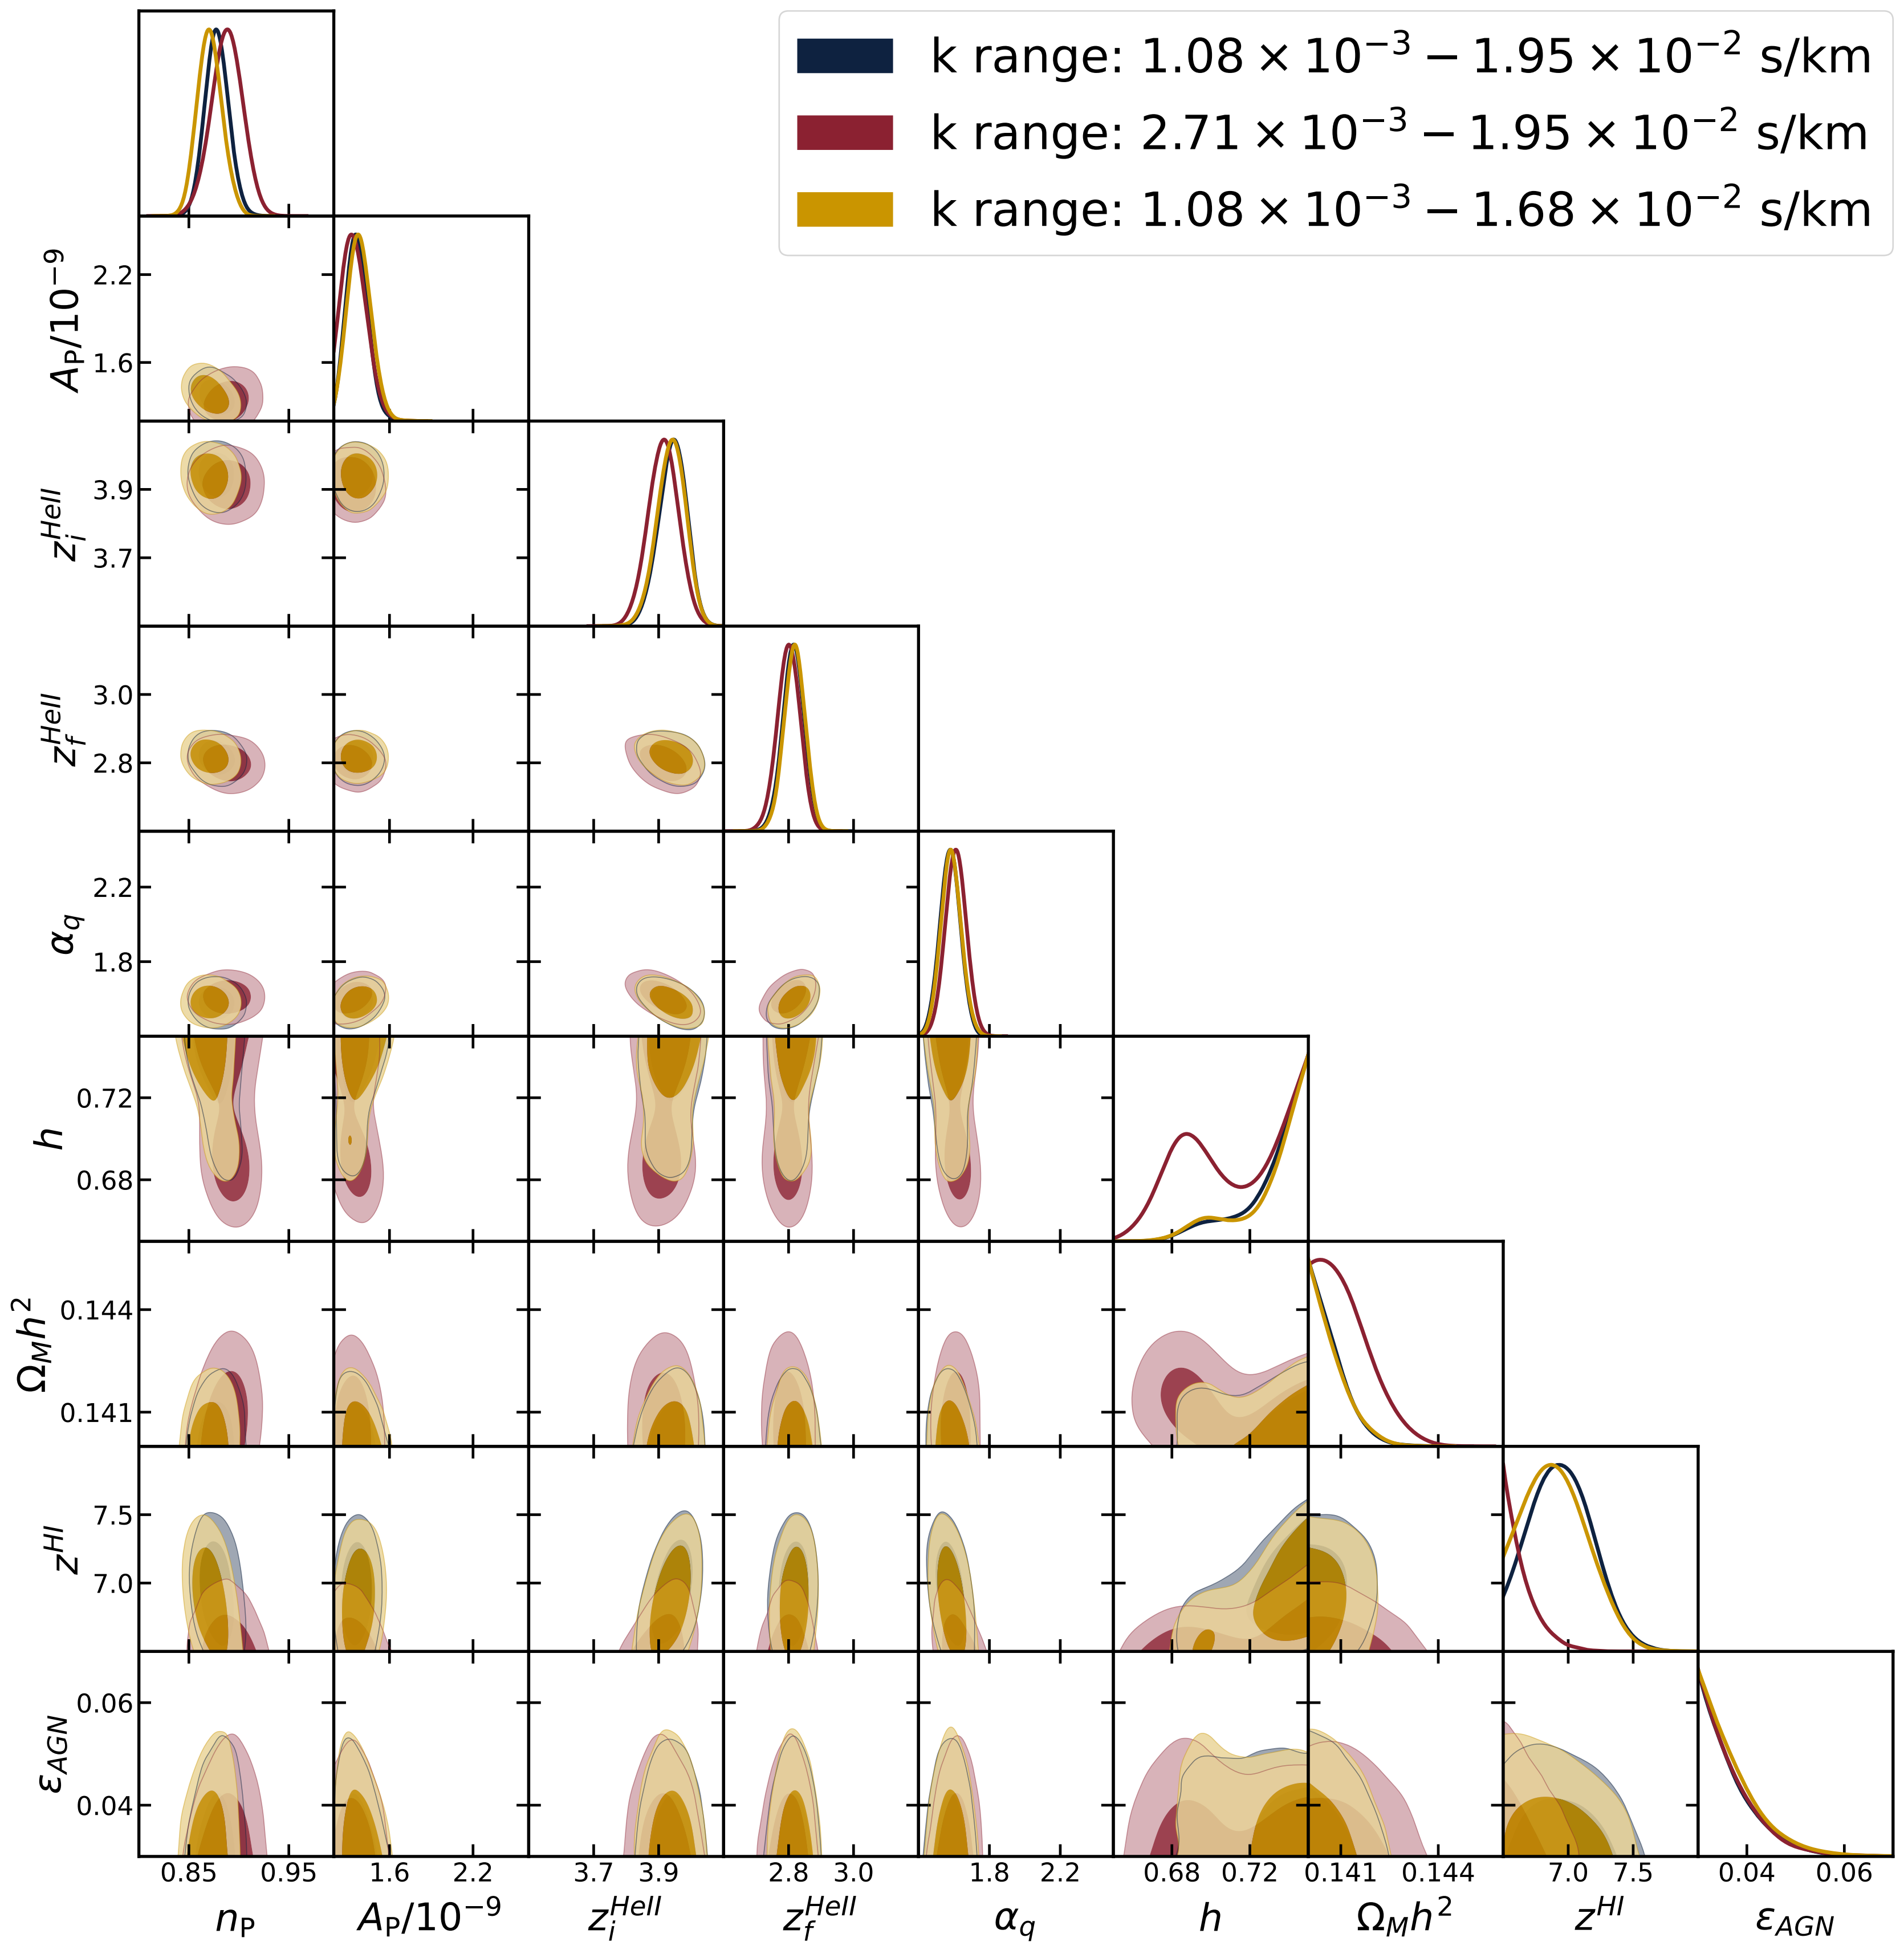 k range: 1.08 × 10⁻³ − 1.95 × 10⁻² s/km
k range: 2.71 × 10⁻³ − 1.95 × 10⁻² s/km
k range: 1.08 × 10⁻³ − 1.68 × 10⁻² s/km
A_P/10⁻⁹
2.2
1.6
z_i^{HeII}
3.9
3.7
z_f^{HeII}
3.0
2.8
α_q
2.2
1.8
h
0.72
0.68
Ω_M h²
0.144
0.141
z^{HI}
7.5
7.0
ε_{AGN}
0.06
0.04
0.85 0.95 1.6 2.2 3.7 3.9 2.8 3.0 1.8 2.2 0.68 0.72 0.141 0.144 7.0 7.5 0.04 0.06
n_P A_P/10⁻⁹ z_i^{HeII} z_f^{HeII} α_q h Ω_M h² z^{HI} ε_{AGN}